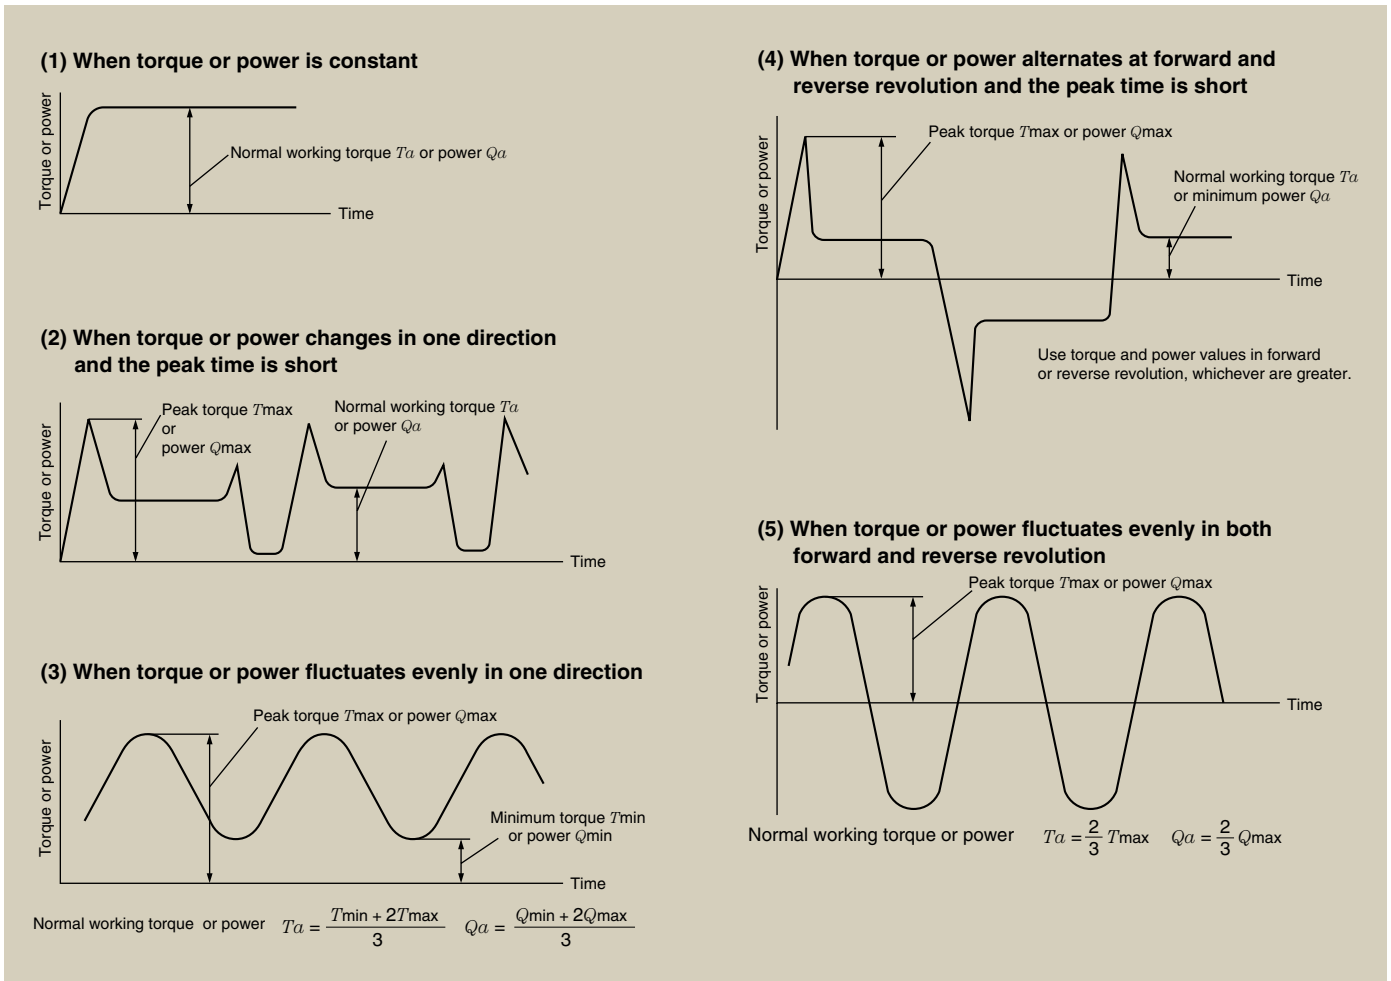 (1) When torque or power is constant
Torque or power
Normal working torque Ta or power Qa
Time
(2) When torque or power changes in one direction
and the peak time is short
Torque or power
Peak torque Tmax
or
power Qmax
Normal working torque Ta
or power Qa
Time
(3) When torque or power fluctuates evenly in one direction
Torque or power
Peak torque Tmax or power Qmax
Minimum torque Tmin
or power Qmin
Time
Normal working torque or power Ta = (Tmin + 2Tmax)/3 Qa = (Qmin + 2Qmax)/3
(4) When torque or power alternates at forward and
reverse revolution and the peak time is short
Torque or power
Peak torque Tmax or power Qmax
Normal working torque Ta
or minimum power Qa
Time
Use torque and power values in forward
or reverse revolution, whichever are greater.
(5) When torque or power fluctuates evenly in both
forward and reverse revolution
Torque or power
Peak torque Tmax or power Qmax
Time
Normal working torque or power Ta = 2/3 Tmax Qa = 2/3 Qmax